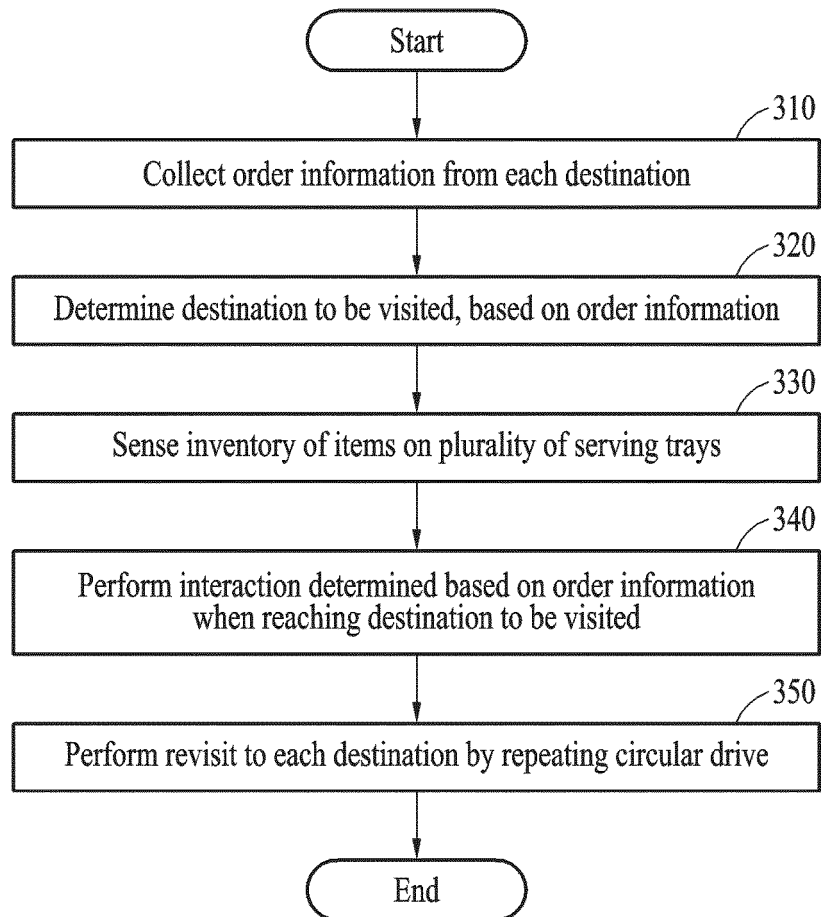 Start
310
Collect order information from each destination
320
Determine destination to be visited, based on order information
330
Sense inventory of items on plurality of serving trays
340
Perform interaction determined based on order information
when reaching destination to be visited
350
Perform revisit to each destination by repeating circular drive
End